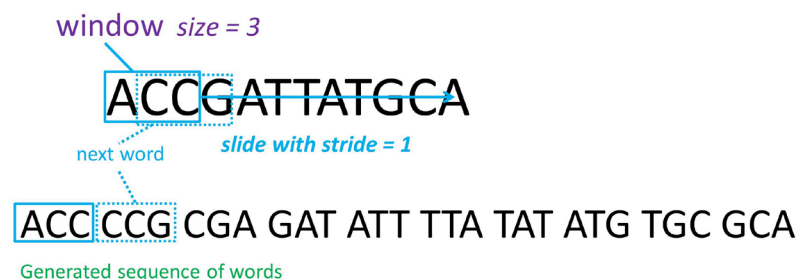 window size = 3
ACCGATTATGCA
slide with stride = 1
next word
ACC CCG CGA GAT ATT TTA TAT ATG TGC GCA
Generated sequence of words